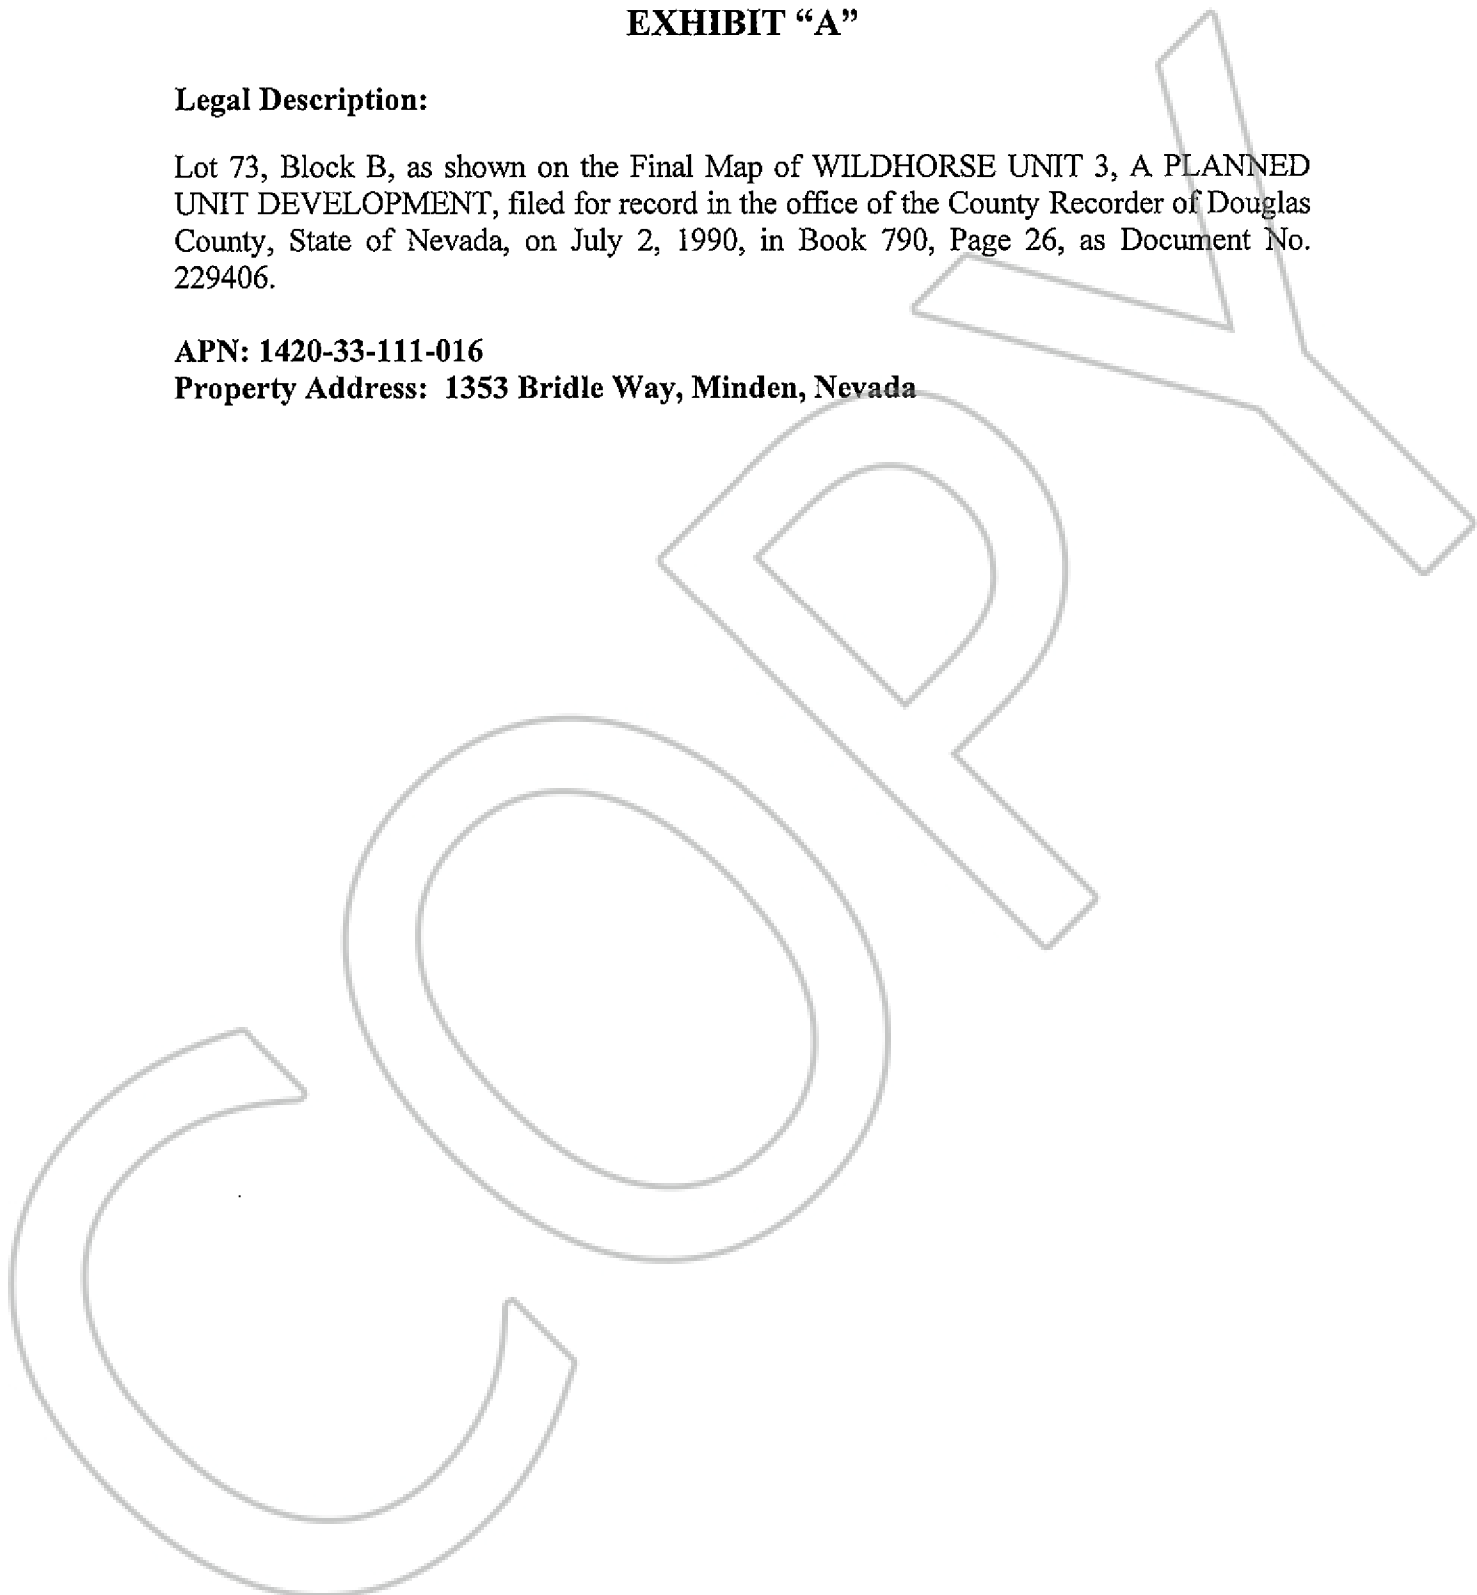 EXHIBIT “A”
Legal Description:
Lot 73, Block B, as shown on the Final Map of WILDHORSE UNIT 3, A PLANNED
UNIT DEVELOPMENT, filed for record in the office of the County Recorder of Douglas
County, State of Nevada, on July 2, 1990, in Book 790, Page 26, as Document No.
229406.
APN: 1420-33-111-016
Property Address: 1353 Bridle Way, Minden, Nevada
COPY